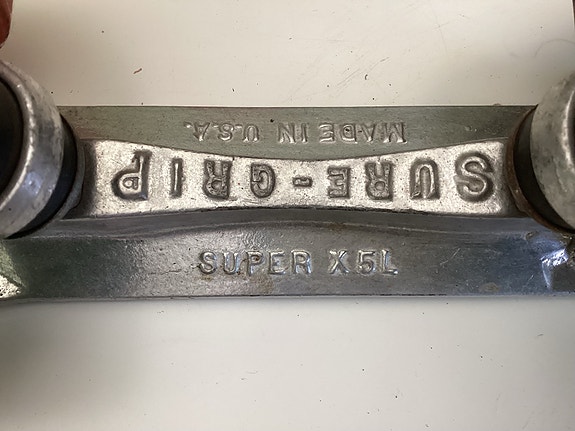 MADE IN U.S.A.
SURE-GRIP
SUPER X5L